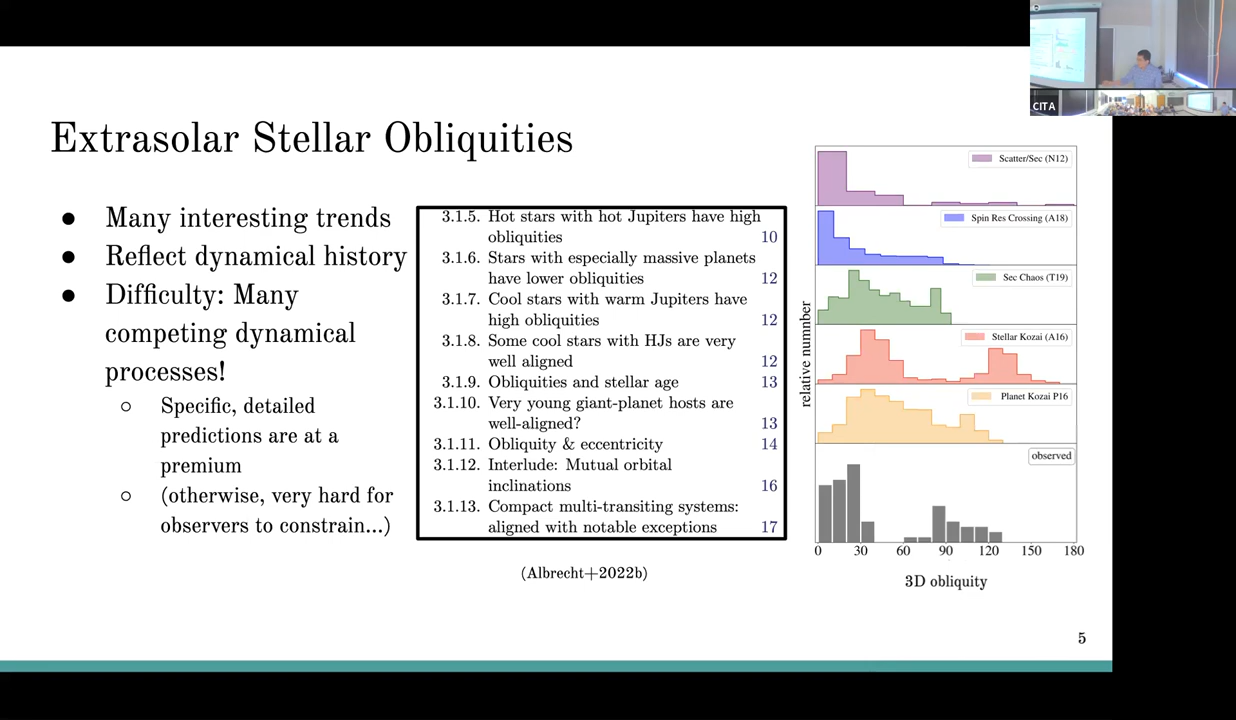 CITA
Extrasolar Stellar Obliquities
● Many interesting trends
● Reflect dynamical history
● Difficulty: Many
competing dynamical
processes!
○ Specific, detailed
predictions are at a
premium
○ (otherwise, very hard for
observers to constrain...)
3.1.5. Hot stars with hot Jupiters have high
obliquities 10
3.1.6. Stars with especially massive planets
have lower obliquities 12
3.1.7. Cool stars with warm Jupiters have
high obliquities 12
3.1.8. Some cool stars with HJs are very
well aligned 12
3.1.9. Obliquities and stellar age 13
3.1.10. Very young giant-planet hosts are
well-aligned? 13
3.1.11. Obliquity & eccentricity 14
3.1.12. Interlude: Mutual orbital
inclinations 16
3.1.13. Compact multi-transiting systems:
aligned with notable exceptions 17
(Albrecht+2022b)
Scatter/Sec (N12)
Spin Res Crossing (A18)
Sec Chaos (T19)
Stellar Kozai (A16)
Planet Kozai P16
observed
relative numnber
0 30 60 90 120 150 180
3D obliquity
5